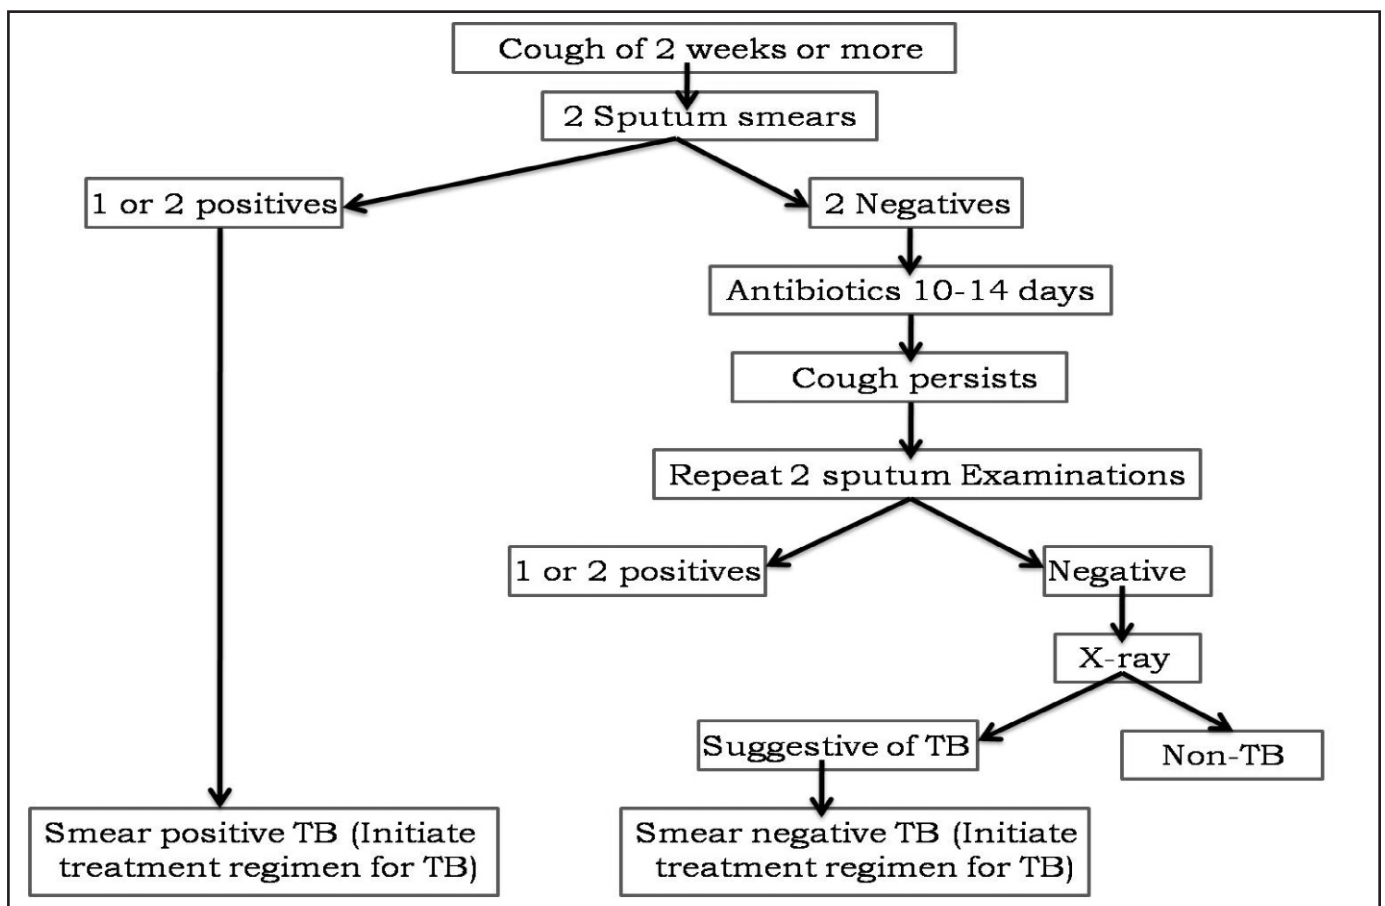 Cough of 2 weeks or more
2 Sputum smears
1 or 2 positives
2 Negatives
Antibiotics 10-14 days
Cough persists
Repeat 2 sputum Examinations
1 or 2 positives
Negative
X-ray
Suggestive of TB
Non-TB
Smear positive TB (Initiate
treatment regimen for TB)
Smear negative TB (Initiate
treatment regimen for TB)